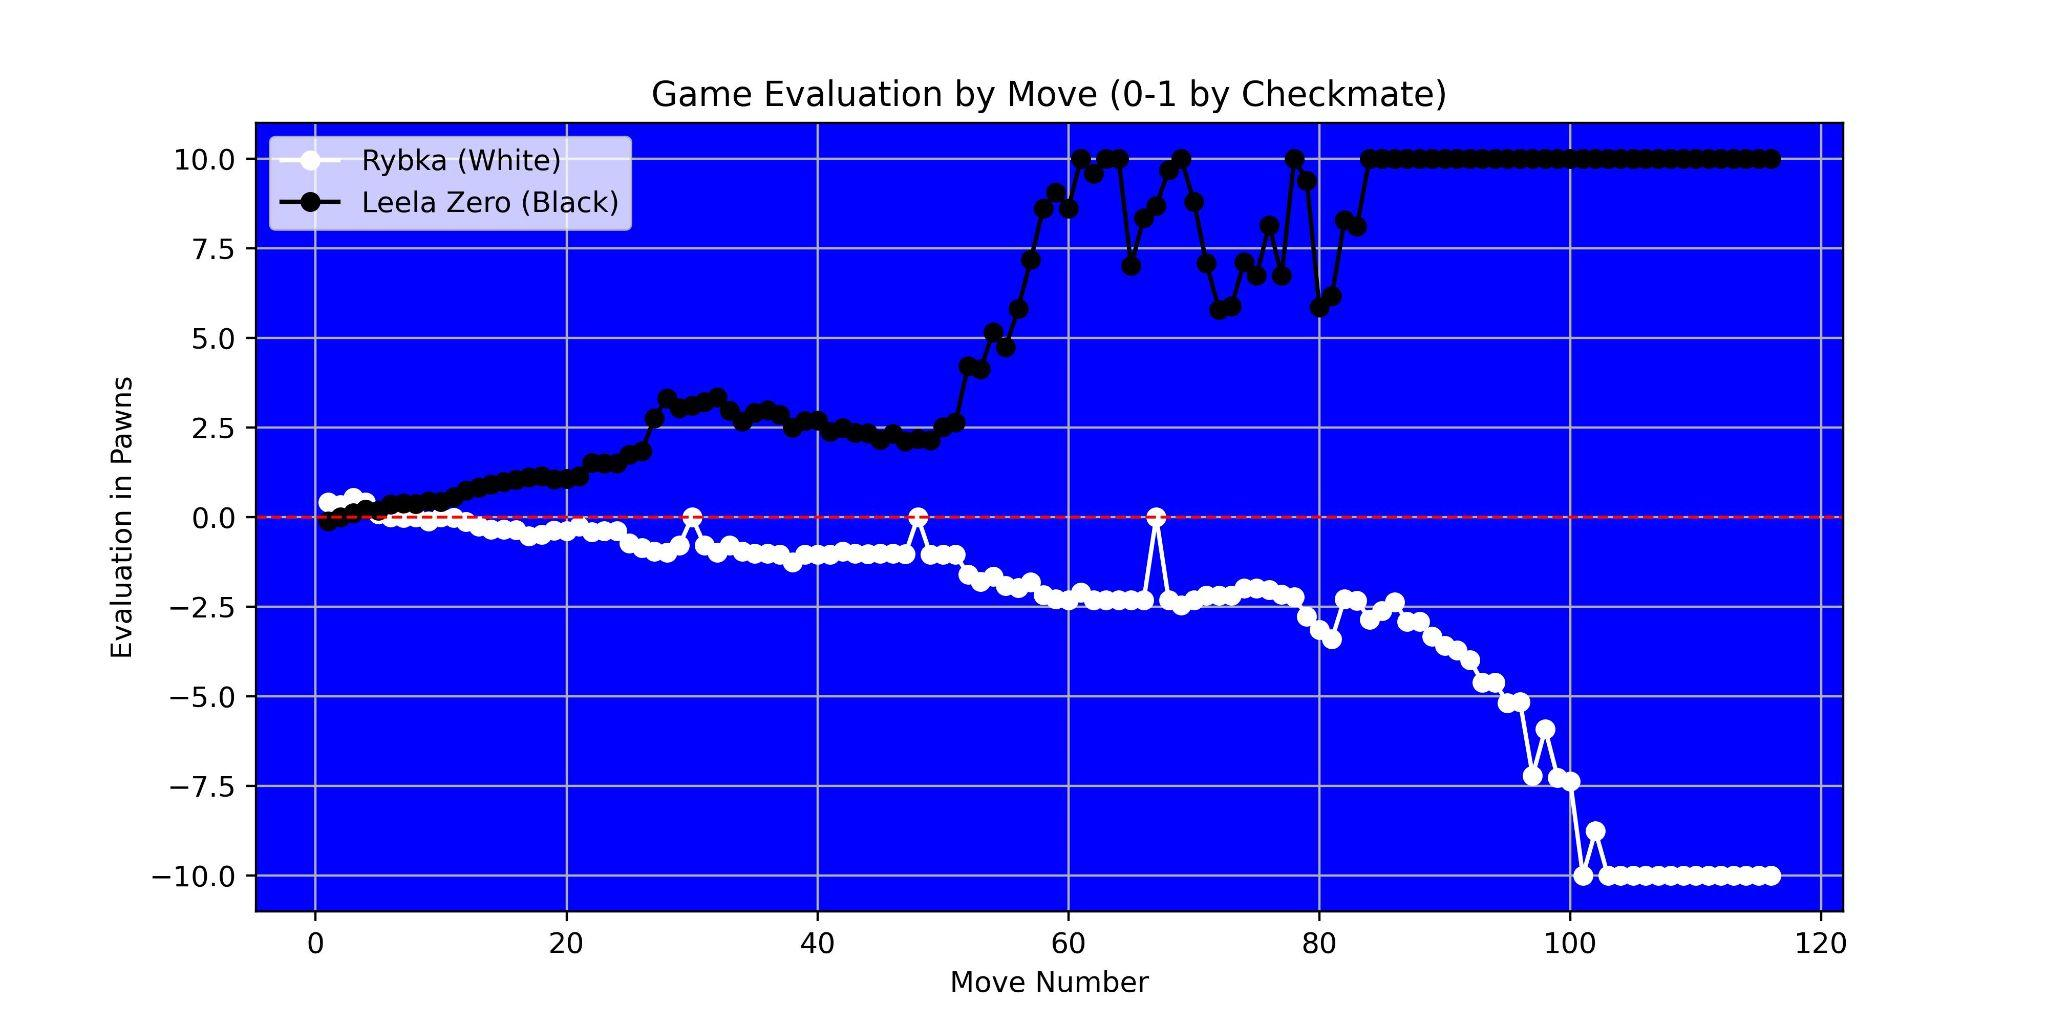 Game Evaluation by Move (0-1 by Checkmate)
Rybka (White)
Leela Zero (Black)
10.0
7.5
5.0
2.5
0.0
−2.5
−5.0
−7.5
−10.0
Evaluation in Pawns
0 20 40 60 80 100 120
Move Number